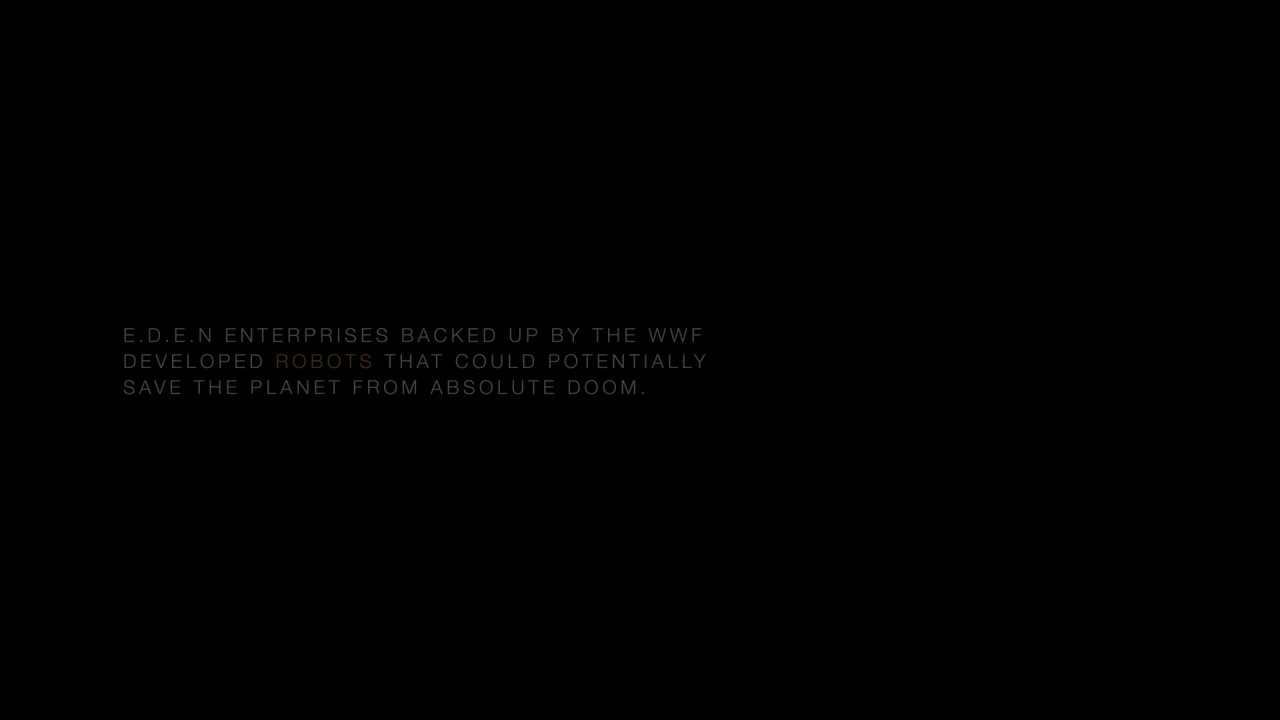 E.D.E.N ENTERPRISES BACKED UP BY THE WWF
DEVELOPED ROBOTS THAT COULD POTENTIALLY
SAVE THE PLANET FROM ABSOLUTE DOOM.